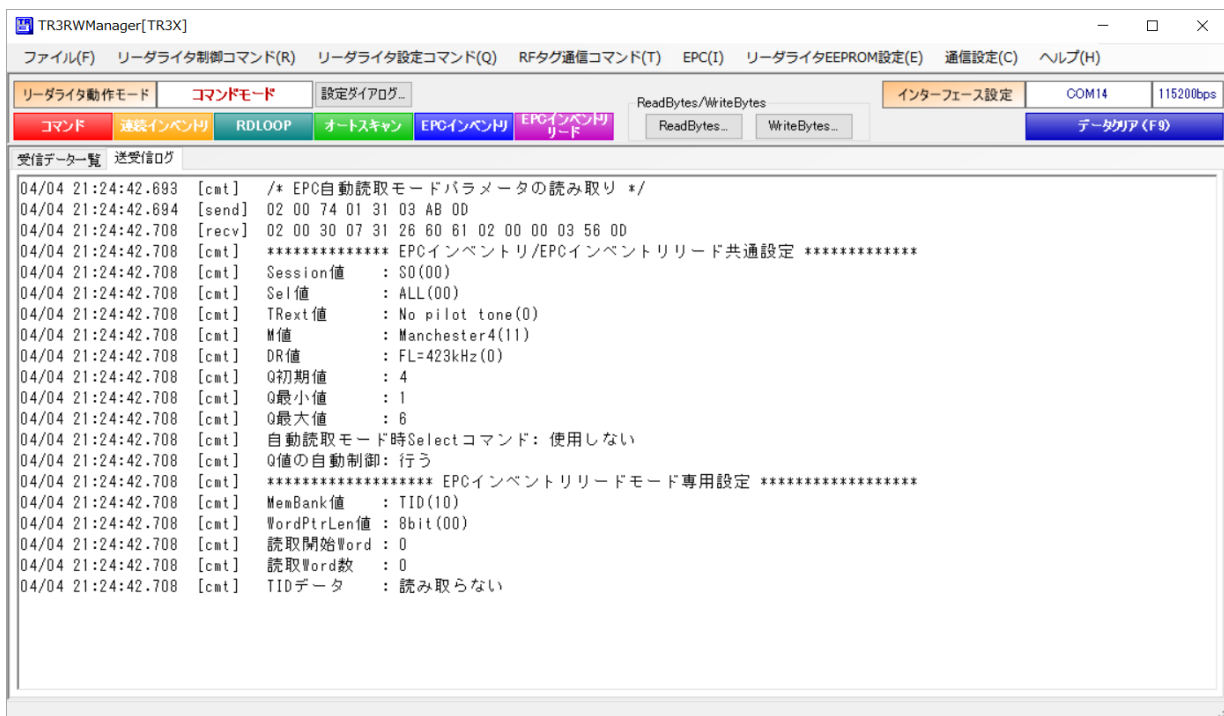 TR3RWManager[TR3X]
ファイル(F) リーダライタ制御コマンド(R) リーダライタ設定コマンド(Q) RFタグ通信コマンド(T) EPC(I) リーダライタEEPROM設定(E) 通信設定(C) ヘルプ(H)
リーダライタ動作モード コマンドモード 設定ダイアログ... ReadBytes/WriteBytes インターフェース設定 COM14 115200bps
コマンド 連続インベントリ RDLOOP オートスキャン EPCインベントリ EPCインベントリリード ReadBytes... WriteBytes... データクリア(F9)
受信データ一覧 送受信ログ
04/04 21:24:42.693 [cmt] /* EPC自動読取モードパラメータの読み取り */
04/04 21:24:42.694 [send] 02 00 74 01 31 03 AB 0D
04/04 21:24:42.708 [recv] 02 00 30 07 31 26 60 61 02 00 00 03 56 0D
04/04 21:24:42.708 [cmt] ************** EPCインベントリ/EPCインベントリリード共通設定 *************
04/04 21:24:42.708 [cmt] Session値 : S0(00)
04/04 21:24:42.708 [cmt] Sel値 : ALL(00)
04/04 21:24:42.708 [cmt] TRext値 : No pilot tone(0)
04/04 21:24:42.708 [cmt] M値 : Manchester4(11)
04/04 21:24:42.708 [cmt] DR値 : FL=423kHz(0)
04/04 21:24:42.708 [cmt] Q初期値 : 4
04/04 21:24:42.708 [cmt] Q最小値 : 1
04/04 21:24:42.708 [cmt] Q最大値 : 6
04/04 21:24:42.708 [cmt] 自動読取モード時Selectコマンド: 使用しない
04/04 21:24:42.708 [cmt] Q値の自動制御: 行う
04/04 21:24:42.708 [cmt] ******************* EPCインベントリリードモード専用設定 ******************
04/04 21:24:42.708 [cmt] MemBank値 : TID(10)
04/04 21:24:42.708 [cmt] WordPtrLen値 : 8bit(00)
04/04 21:24:42.708 [cmt] 読取開始Word : 0
04/04 21:24:42.708 [cmt] 読取Word数 : 0
04/04 21:24:42.708 [cmt] TIDデータ : 読み取らない